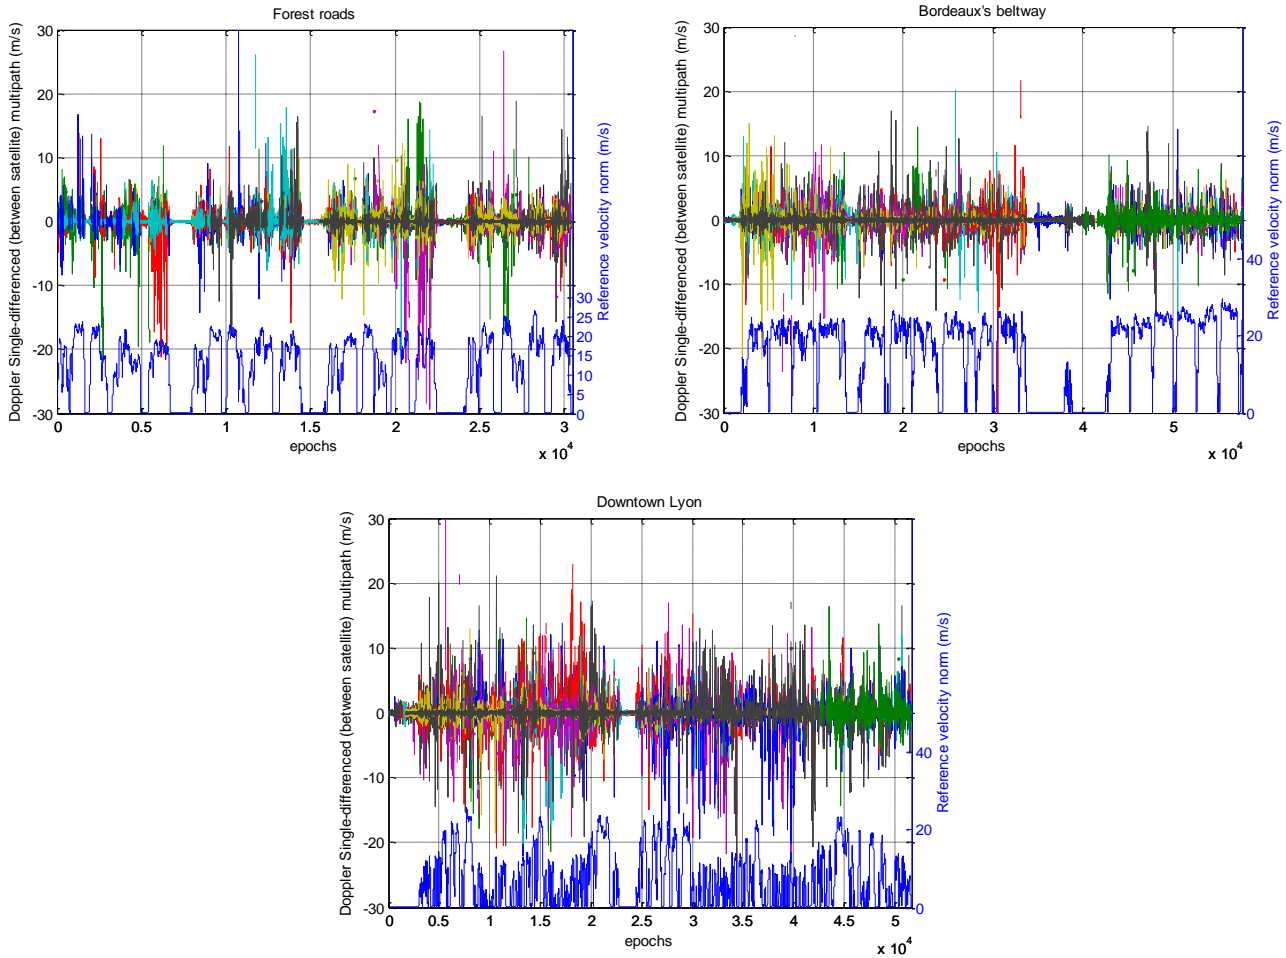 Forest roads
Doppler Single-differenced (between satellite) multipath (m/s)
30
20
10
0
-10
-20
-30
0 0.5 1 1.5 2 2.5 3
epochs
x 10^4
30
25
20
15
10
5
0
Reference velocity norm (m/s)
Bordeaux's beltway
Doppler Single-differenced (between satellite) multipath (m/s)
30
20
10
0
-10
-20
-30
0 10 20 30 40 50
epochs
x 10^4
40
20
0
Reference velocity norm (m/s)
Downtown Lyon
Doppler Single-differenced (between satellite) multipath (m/s)
30
20
10
0
-10
-20
-30
0 0.5 1 1.5 2 2.5 3 3.5 4 4.5 5
epochs
x 10^4
40
20
0
Reference velocity norm (m/s)